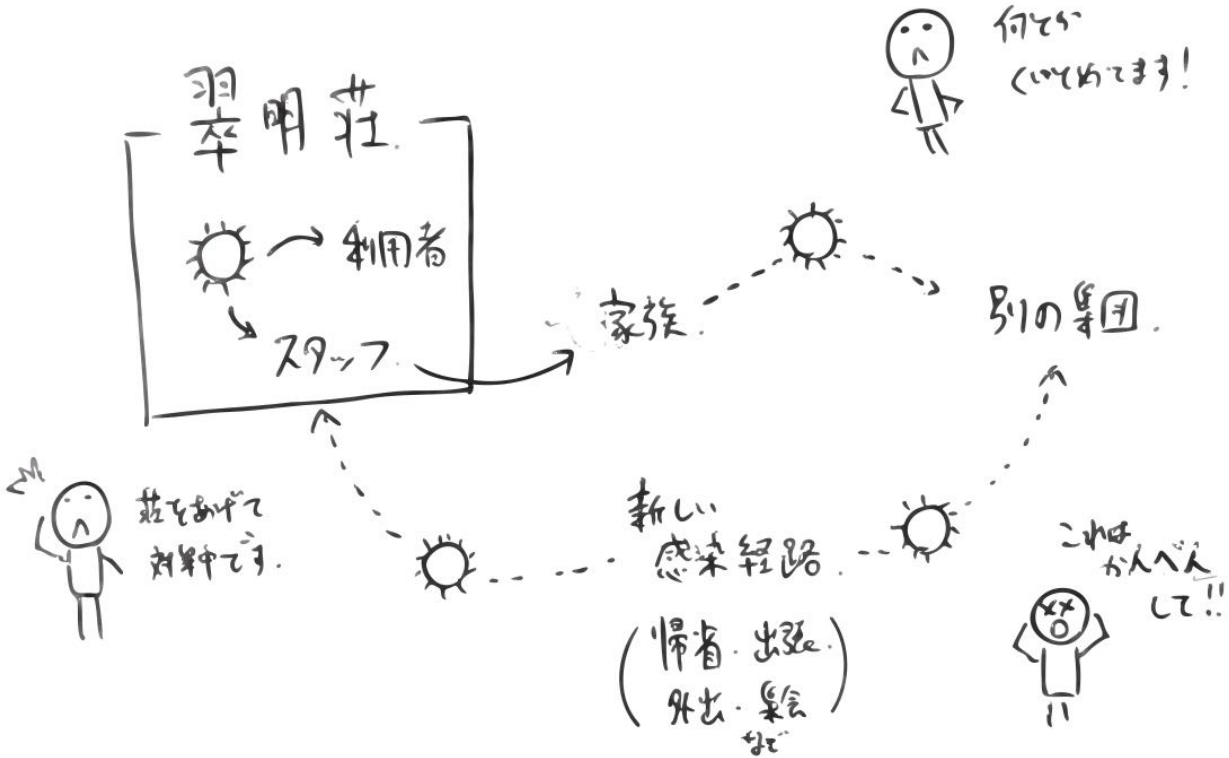 翠明荘.
利用者
スタッフ.
家族.
別の集団.
何とか
くいとめてます!
荘をあげて
対策中です.
新しい
感染経路.
(帰省・出張・
外出・集会
など)
これは
かんべん
して!!